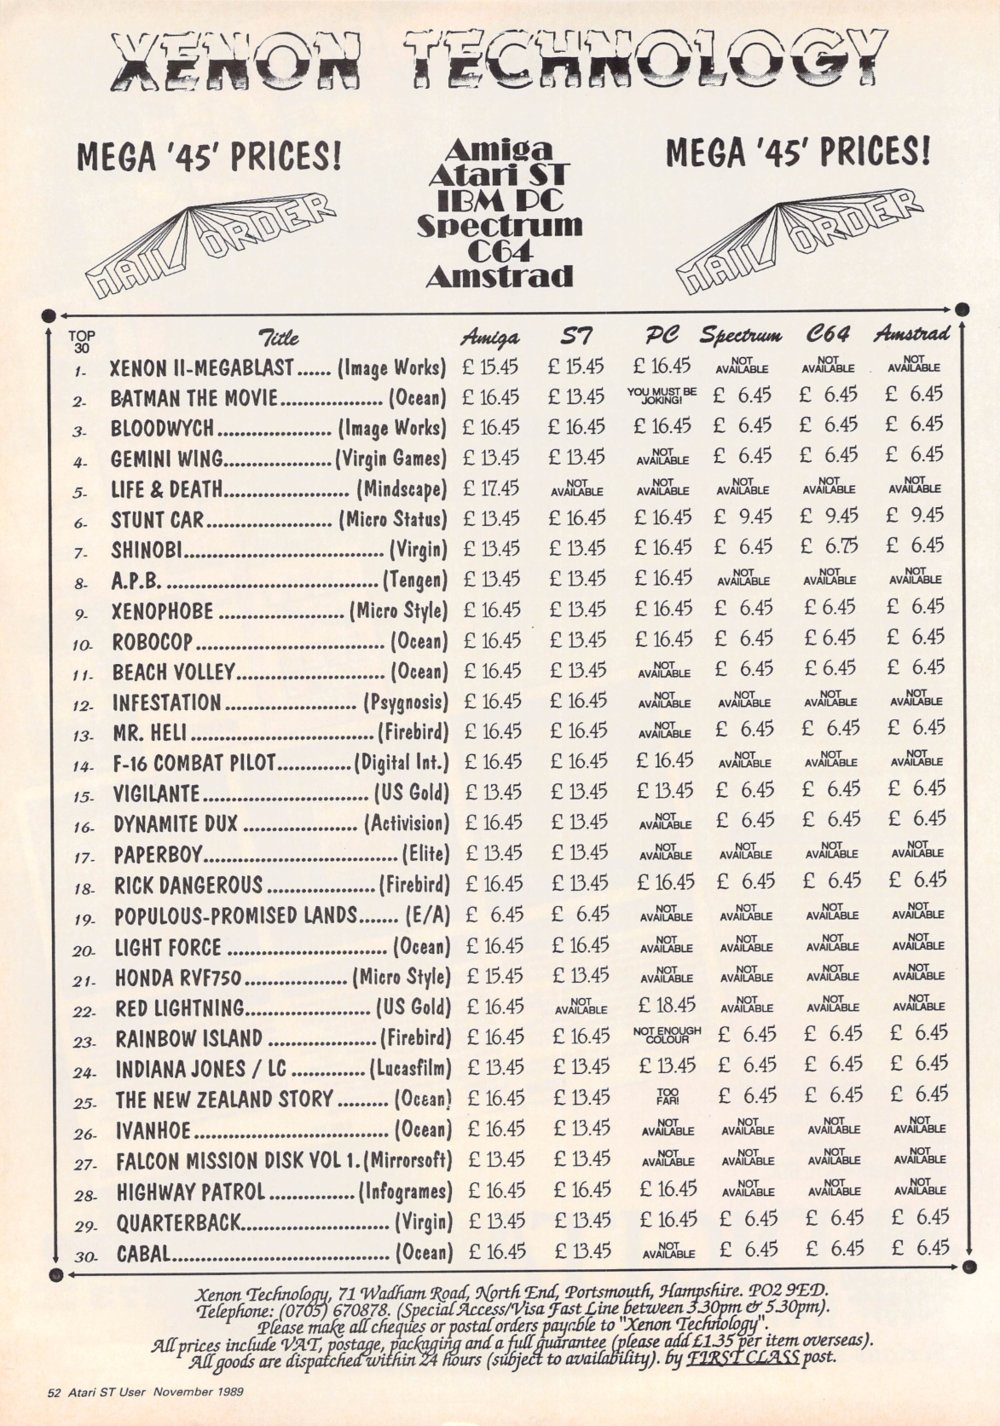 XENON TECHNOLOGY
MEGA '45' PRICES!
MAIL ORDER
Amiga
Atari ST
IBM PC
Spectrum
C64
Amstrad
MEGA '45' PRICES!
MAIL ORDER
TOP 30 Title Amiga ST PC Spectrum C64 Amstrad
1- XENON II-MEGABLAST...... (Image Works) £ 15.45 £ 15.45 £ 16.45 NOT AVAILABLE NOT AVAILABLE NOT AVAILABLE
2- BATMAN THE MOVIE.................. (Ocean) £ 16.45 £ 13.45 YOU MUST BE JOKING! £ 6.45 £ 6.45 £ 6.45
3- BLOODWYCH ..................... (Image Works) £ 16.45 £ 16.45 £ 16.45 £ 6.45 £ 6.45 £ 6.45
4- GEMINI WING.................... (Virgin Games) £ 13.45 £ 13.45 NOT AVAILABLE £ 6.45 £ 6.45 £ 6.45
5- LIFE & DEATH....................... (Mindscape) £ 17.45 NOT AVAILABLE NOT AVAILABLE NOT AVAILABLE NOT AVAILABLE NOT AVAILABLE
6- STUNT CAR....................... (Micro Status) £ 13.45 £ 16.45 £ 16.45 £ 9.45 £ 9.45 £ 9.45
7- SHINOBI..................................... (Virgin) £ 13.45 £ 13.45 £ 16.45 £ 6.45 £ 6.75 £ 6.45
8- A.P.B. ....................................... (Tengen) £ 13.45 £ 13.45 £ 16.45 NOT AVAILABLE NOT AVAILABLE NOT AVAILABLE
9- XENOPHOBE ....................... (Micro Style) £ 16.45 £ 13.45 £ 16.45 £ 6.45 £ 6.45 £ 6.45
10- ROBOCOP................................... (Ocean) £ 16.45 £ 13.45 £ 16.45 £ 6.45 £ 6.45 £ 6.45
11- BEACH VOLLEY........................... (Ocean) £ 16.45 £ 13.45 NOT AVAILABLE £ 6.45 £ 6.45 £ 6.45
12- INFESTATION ........................ (Psygnosis) £ 16.45 £ 16.45 NOT AVAILABLE NOT AVAILABLE NOT AVAILABLE NOT AVAILABLE
13- MR. HELI .................................. (Firebird) £ 16.45 £ 16.45 NOT AVAILABLE £ 6.45 £ 6.45 £ 6.45
14- F-16 COMBAT PILOT............. (Digital Int.) £ 16.45 £ 16.45 £ 16.45 NOT AVAILABLE NOT AVAILABLE NOT AVAILABLE
15- VIGILANTE .............................. (US Gold) £ 13.45 £ 13.45 £ 13.45 £ 6.45 £ 6.45 £ 6.45
16- DYNAMITE DUX ..................... (Activision) £ 16.45 £ 13.45 NOT AVAILABLE £ 6.45 £ 6.45 £ 6.45
17- PAPERBOY.................................... (Elite) £ 13.45 £ 13.45 NOT AVAILABLE NOT AVAILABLE NOT AVAILABLE NOT AVAILABLE
18- RICK DANGEROUS .................... (Firebird) £ 16.45 £ 13.45 £ 16.45 £ 6.45 £ 6.45 £ 6.45
19- POPULOUS-PROMISED LANDS....... (E/A) £ 6.45 £ 6.45 NOT AVAILABLE NOT AVAILABLE NOT AVAILABLE NOT AVAILABLE
20- LIGHT FORCE ............................. (Ocean) £ 16.45 £ 16.45 NOT AVAILABLE NOT AVAILABLE NOT AVAILABLE NOT AVAILABLE
21- HONDA RVF750................... (Micro Style) £ 15.45 £ 13.45 NOT AVAILABLE NOT AVAILABLE NOT AVAILABLE NOT AVAILABLE
22- RED LIGHTNING....................... (US Gold) £ 16.45 NOT AVAILABLE £ 18.45 NOT AVAILABLE NOT AVAILABLE NOT AVAILABLE
23- RAINBOW ISLAND .................... (Firebird) £ 16.45 £ 16.45 NOT ENOUGH COLOUR £ 6.45 £ 6.45 £ 6.45
24- INDIANA JONES / LC ............. (Lucasfilm) £ 13.45 £ 13.45 £ 13.45 £ 6.45 £ 6.45 £ 6.45
25- THE NEW ZEALAND STORY ......... (Ocean) £ 16.45 £ 13.45 TOO FAR! £ 6.45 £ 6.45 £ 6.45
26- IVANHOE.................................... (Ocean) £ 16.45 £ 13.45 NOT AVAILABLE NOT AVAILABLE NOT AVAILABLE NOT AVAILABLE
27- FALCON MISSION DISK VOL 1. (Mirrorsoft) £ 13.45 £ 13.45 NOT AVAILABLE NOT AVAILABLE NOT AVAILABLE NOT AVAILABLE
28- HIGHWAY PATROL ................ (Infogrames) £ 16.45 £ 16.45 £ 16.45 NOT AVAILABLE NOT AVAILABLE NOT AVAILABLE
29- QUARTERBACK........................... (Virgin) £ 13.45 £ 13.45 £ 16.45 £ 6.45 £ 6.45 £ 6.45
30- CABAL........................................ (Ocean) £ 16.45 £ 13.45 NOT AVAILABLE £ 6.45 £ 6.45 £ 6.45
Xenon Technology, 71 Wadham Road, North End, Portsmouth, Hampshire. PO2 9ED.
Telephone: (0705) 670878. (Special Access/Visa Fast Line between 3.30pm & 5.30pm).
Please make all cheques or postal orders payable to "Xenon Technology".
All prices include VAT, postage, packaging and a full guarantee (please add £1.35 per item overseas).
All goods are dispatched within 24 hours (subject to availability). by FIRST CLASS post.
52 Atari ST User November 1989